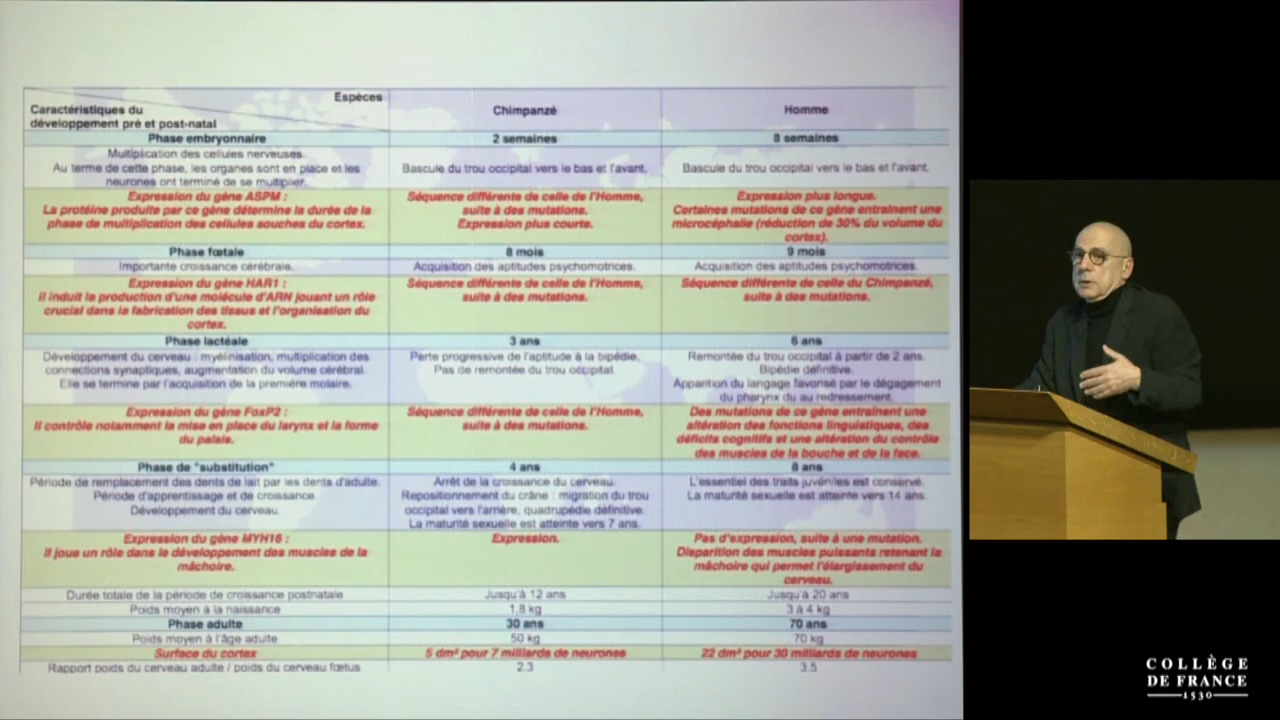 Espèces
Caractéristiques du
développement pré et post-natal
Chimpanzé
Homme
Phase embryonnaire
2 semaines
8 semaines
Multiplication des cellules nerveuses.
Au terme de cette phase, les organes sont en place et les
neurones ont terminé de se multiplier.
Bascule du trou occipital vers le bas et l'avant.
Bascule du trou occipital vers le bas et l'avant.
Expression du gène ASPM :
La protéine produite par ce gène détermine la durée de la
phase de multiplication des cellules souches du cortex.
Séquence différente de celle de l'Homme,
suite à des mutations.
Expression plus courte.
Expression plus longue.
Certaines mutations de ce gène entraînent une
microcéphalie (réduction de 30% du volume du
cortex).
Phase fœtale
8 mois
9 mois
Importante croissance cérébrale.
Acquisition des aptitudes psychomotrices.
Acquisition des aptitudes psychomotrices.
Expression du gène HAR1 :
Il induit la production d'une molécule d'ARN jouant un rôle
crucial dans la fabrication des tissus et l'organisation du
cortex.
Séquence différente de celle de l'Homme,
suite à des mutations.
Séquence différente de celle du Chimpanzé,
suite à des mutations.
Phase lactéale
3 ans
6 ans
Développement du cerveau : myélinisation, multiplication des
connections synaptiques, augmentation du volume cérébral.
Elle se termine par l'acquisition de la première molaire.
Perte progressive de l'aptitude à la bipédie.
Pas de remontée du trou occipital.
Remontée du trou occipital à partir de 2 ans.
Bipédie définitive.
Apparition du langage favorisé par le dégagement
du pharynx du au redressement.
Expression du gène FoxP2 :
Il contrôle notamment la mise en place du larynx et la forme
du palais.
Séquence différente de celle de l'Homme,
suite à des mutations.
Des mutations de ce gène entraînent une
altération des fonctions linguistiques, des
déficits cognitifs et une altération du contrôle
des muscles de la bouche et de la face.
Phase de "substitution"
4 ans
8 ans
Période de remplacement des dents de lait par les dents d'adulte.
Période d'apprentissage et de croissance.
Développement du cerveau.
Arrêt de la croissance du cerveau.
Repositionnement du crâne : migration du trou
occipital vers l'arrière, quadrupédie définitive.
La maturité sexuelle est atteinte vers 7 ans.
L'essentiel des traits juvéniles est conservé.
La maturité sexuelle est atteinte vers 14 ans.
Expression du gène MYH16 :
Il joue un rôle dans le développement des muscles de la
mâchoire.
Expression.
Pas d'expression, suite à une mutation.
Disparition des muscles puissants retenant la
mâchoire qui permet l'élargissement du
cerveau.
Durée totale de la période de croissance postnatale
Jusqu'à 12 ans
Jusqu'à 20 ans
Poids moyen à la naissance
1,8 kg
3 à 4 kg
Phase adulte
30 ans
70 ans
Poids moyen à l'âge adulte
50 kg
70 kg
Surface du cortex
5 dm² pour 7 milliards de neurones
22 dm² pour 30 milliards de neurones
Rapport poids du cerveau adulte / poids du cerveau fœtus
2.3
3.5
COLLÈGE
DE FRANCE
1530